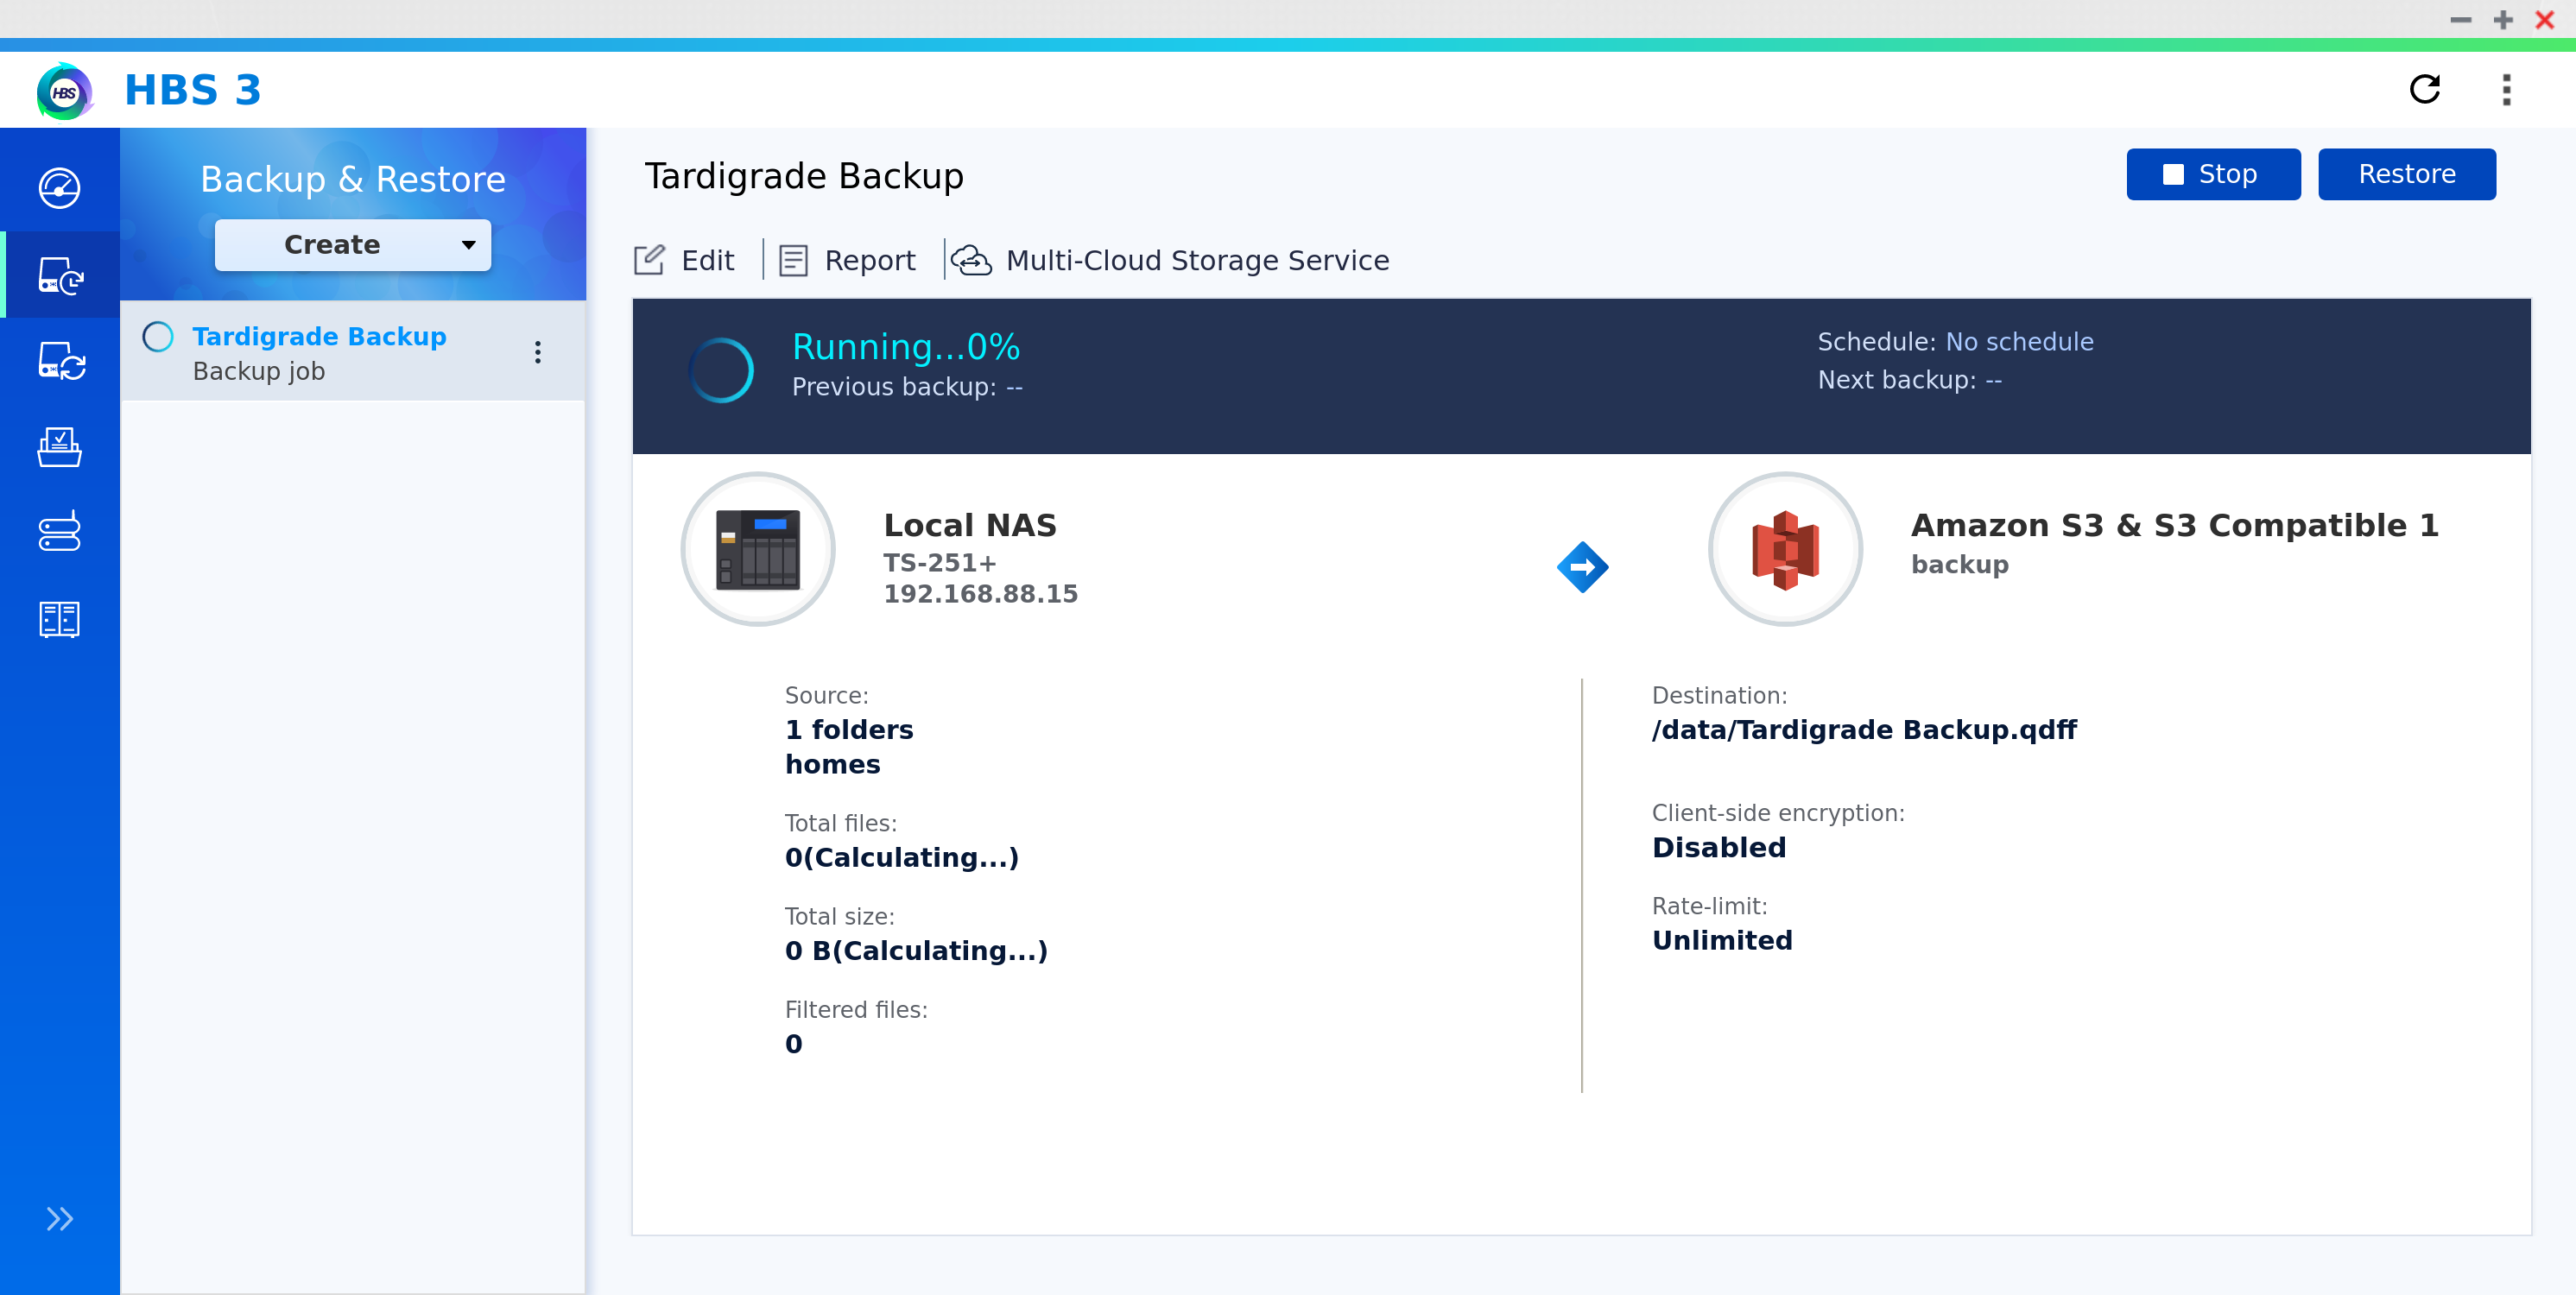 HBS
HBS 3
Backup & Restore
Create
Tardigrade Backup
Backup job
Tardigrade Backup
Stop
Restore
Edit
Report
Multi-Cloud Storage Service
Running...0%
Previous backup: --
Schedule: No schedule
Next backup: --
Local NAS
TS-251+
192.168.88.15
Amazon S3 & S3 Compatible 1
backup
Source:
1 folders
homes
Total files:
0(Calculating...)
Total size:
0 B(Calculating...)
Filtered files:
0
Destination:
/data/Tardigrade Backup.qdff
Client-side encryption:
Disabled
Rate-limit:
Unlimited